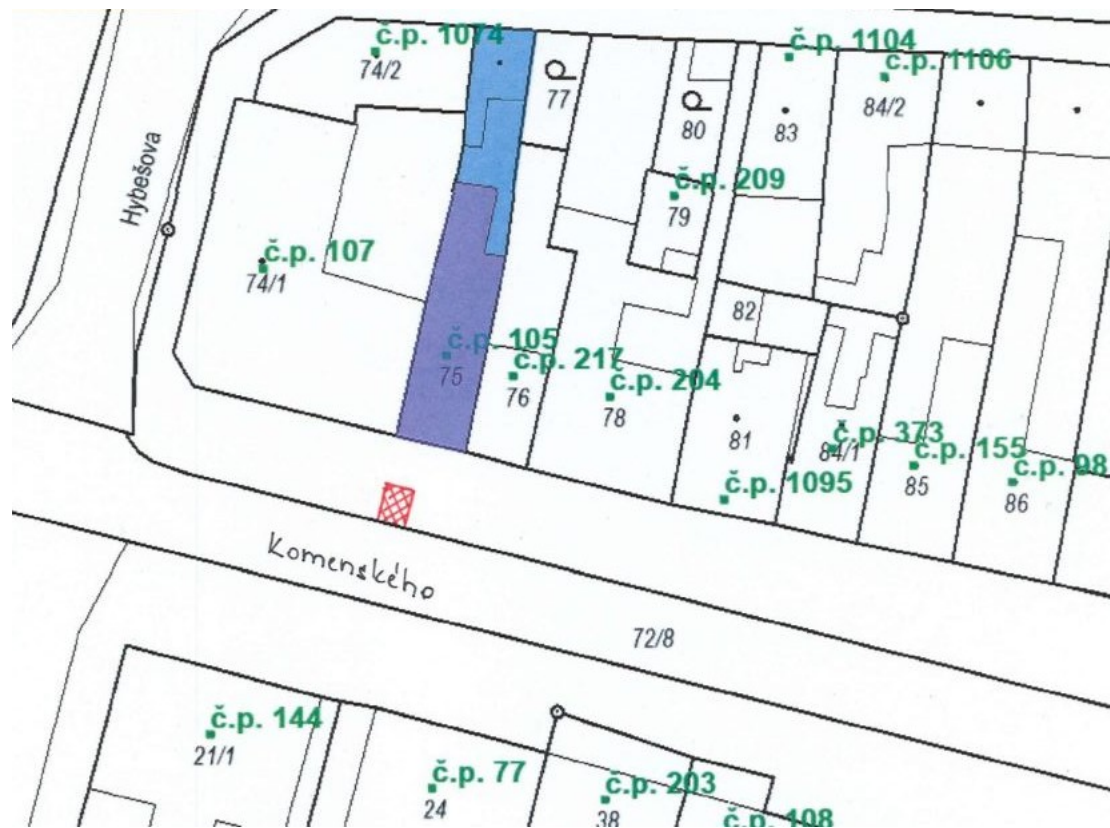 č.p. 1074
74/2
77
80
č.p. 1104
83
č.p. 1106
84/2
Hybešova
č.p. 209
79
č.p. 107
74/1
82
č.p. 105
75
č.p. 217
76
č.p. 204
78
81
č.p. 1095
č.p. 373
84/1
č.p. 155
85
č.p. 98
86
Komenského
72/8
č.p. 144
21/1
č.p. 77
24
č.p. 203
38
č.p. 108